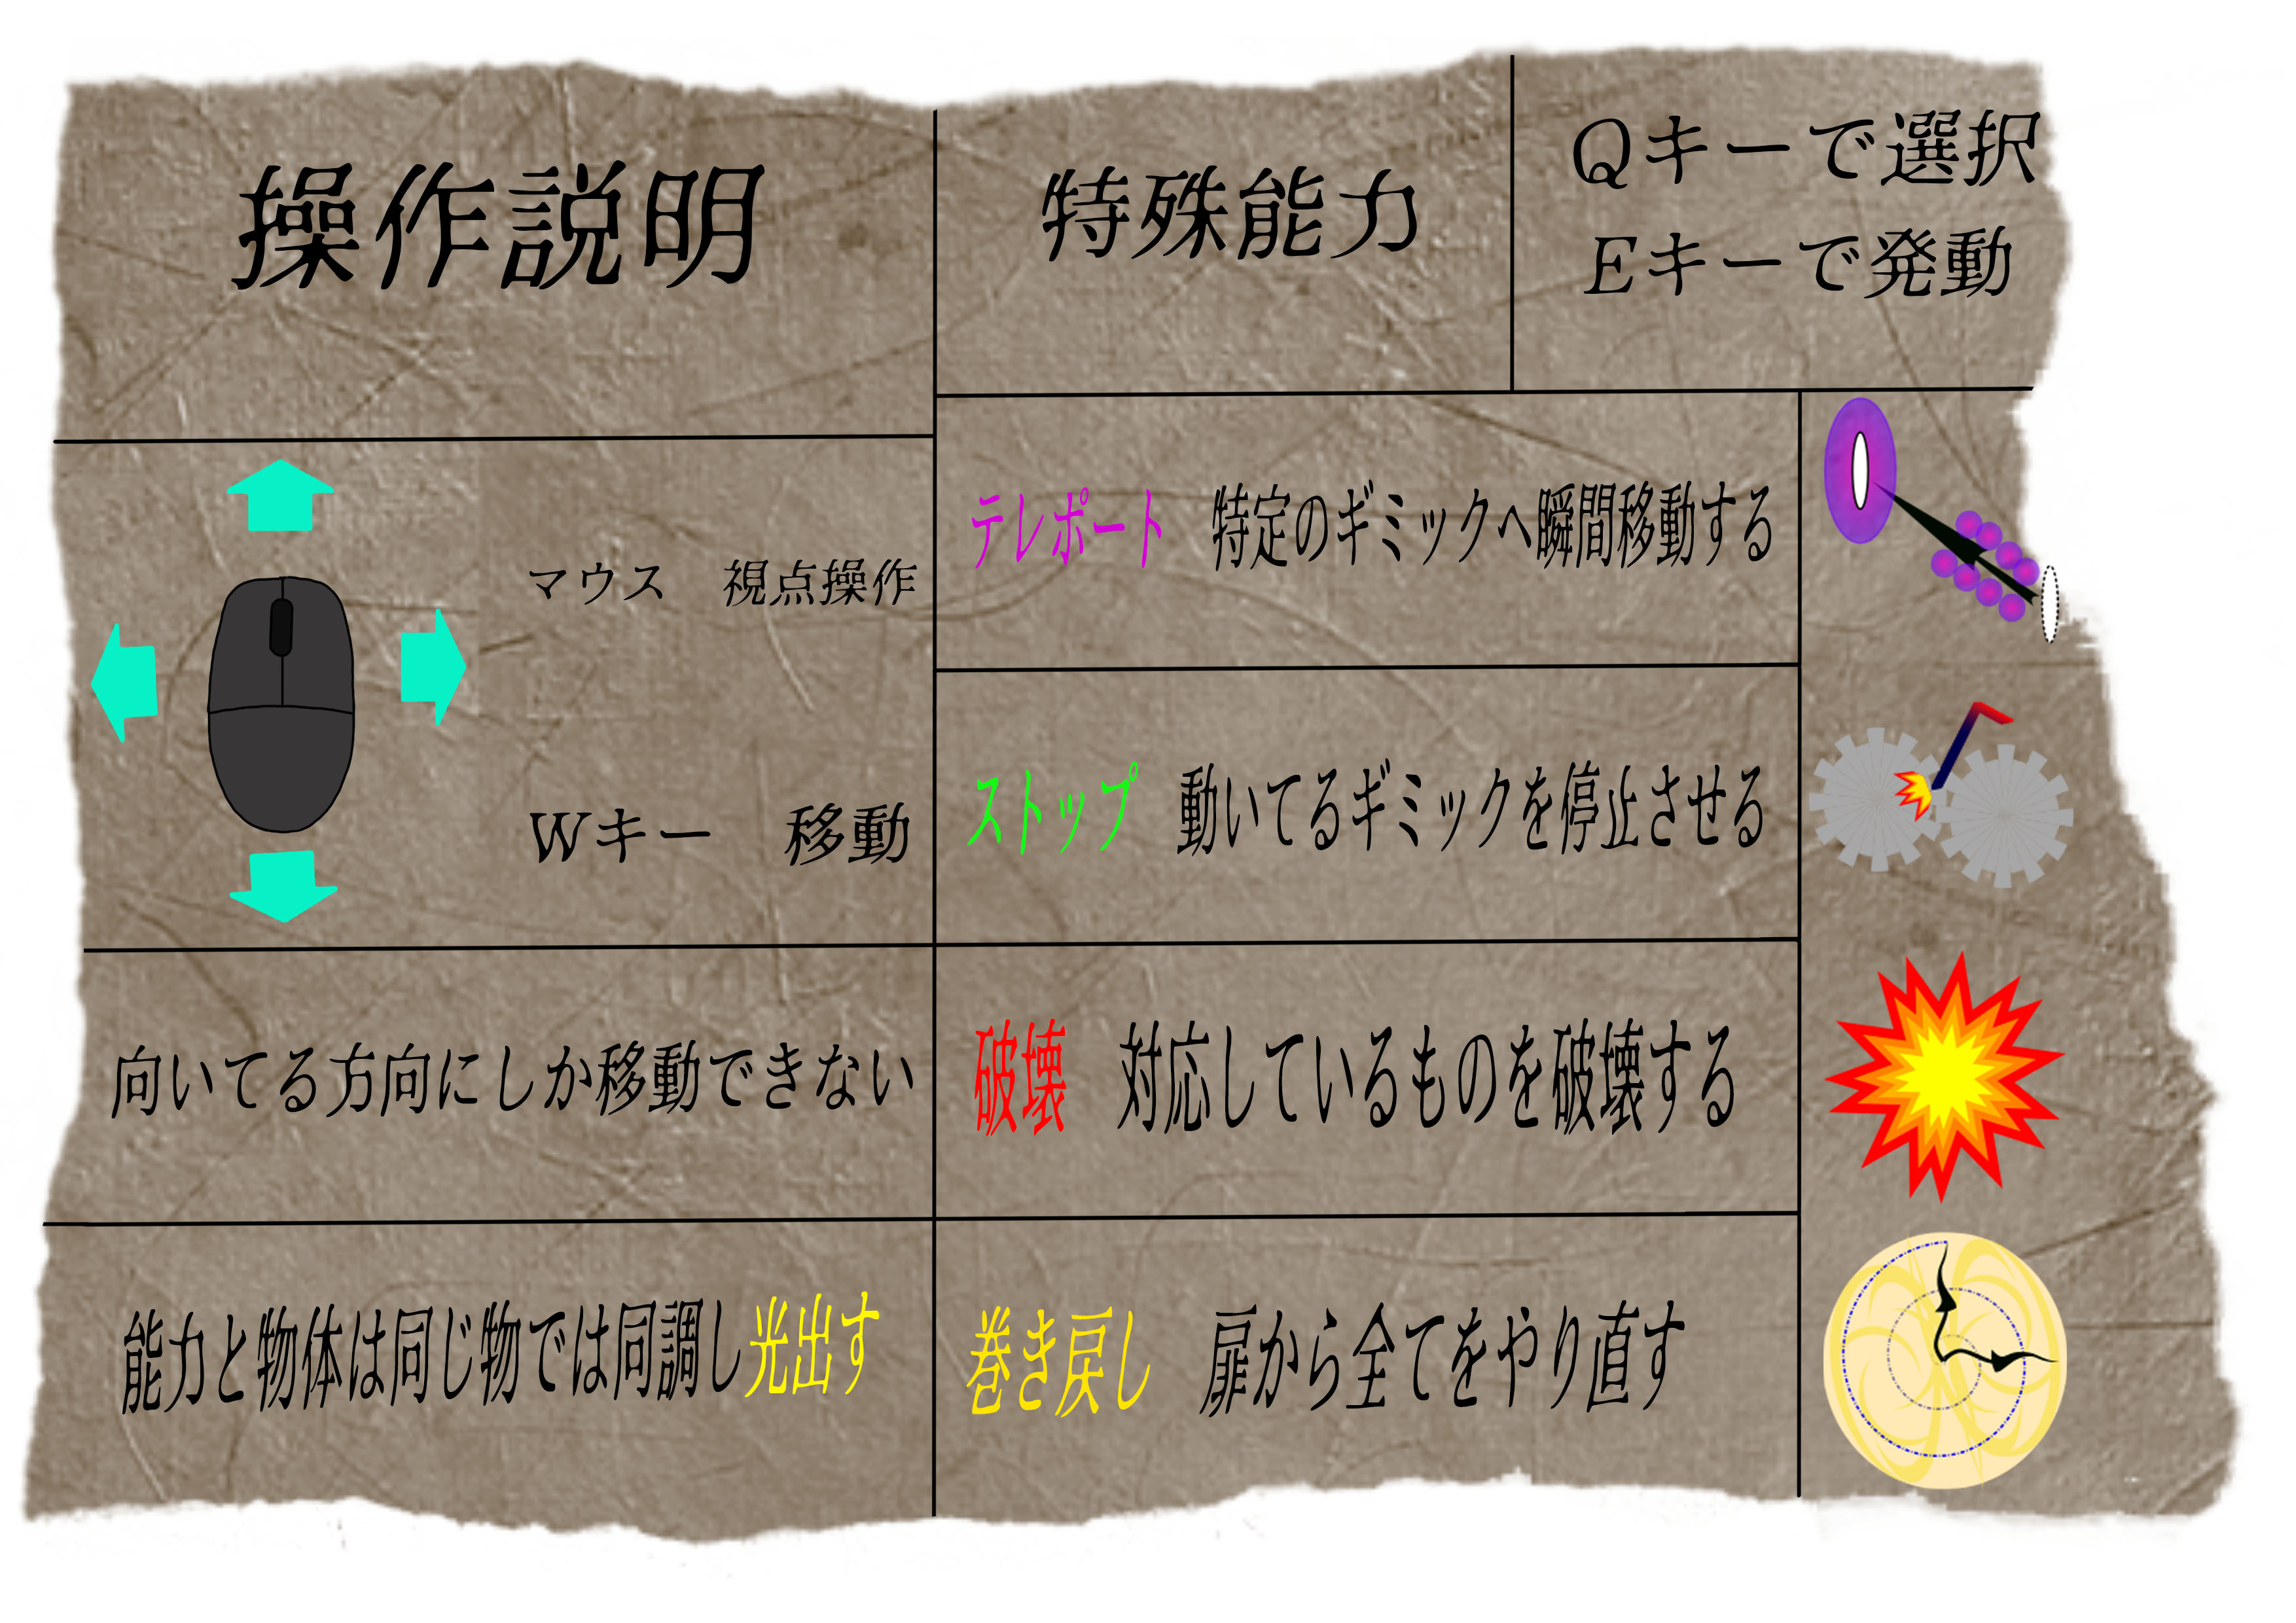 操作説明
マウス　視点操作
Wキー　移動
向いてる方向にしか移動できない
能力と物体は同じ物では同調し光出す
特殊能力
Qキーで選択
Eキーで発動
テレポート　特定のギミックへ瞬間移動する
ストップ　動いてるギミックを停止させる
破壊　対応しているものを破壊する
巻き戻し　扉から全てをやり直す